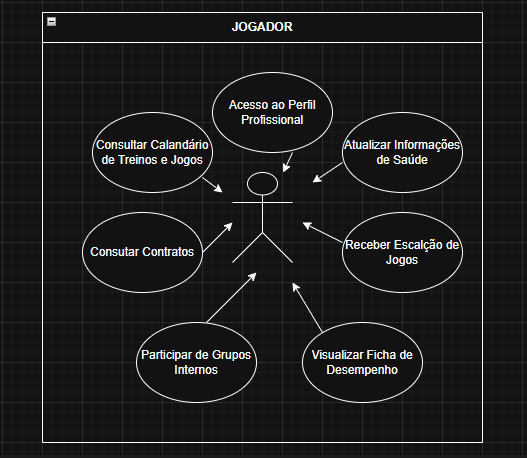 JOGADOR
Acesso ao Perfil
Profissional
Consultar Calandário
de Treinos e Jogos
Atualizar Informações
de Saúde
Consutar Contratos
Receber Escalção de
Jogos
Participar de Grupos
Internos
Visualizar Ficha de
Desempenho